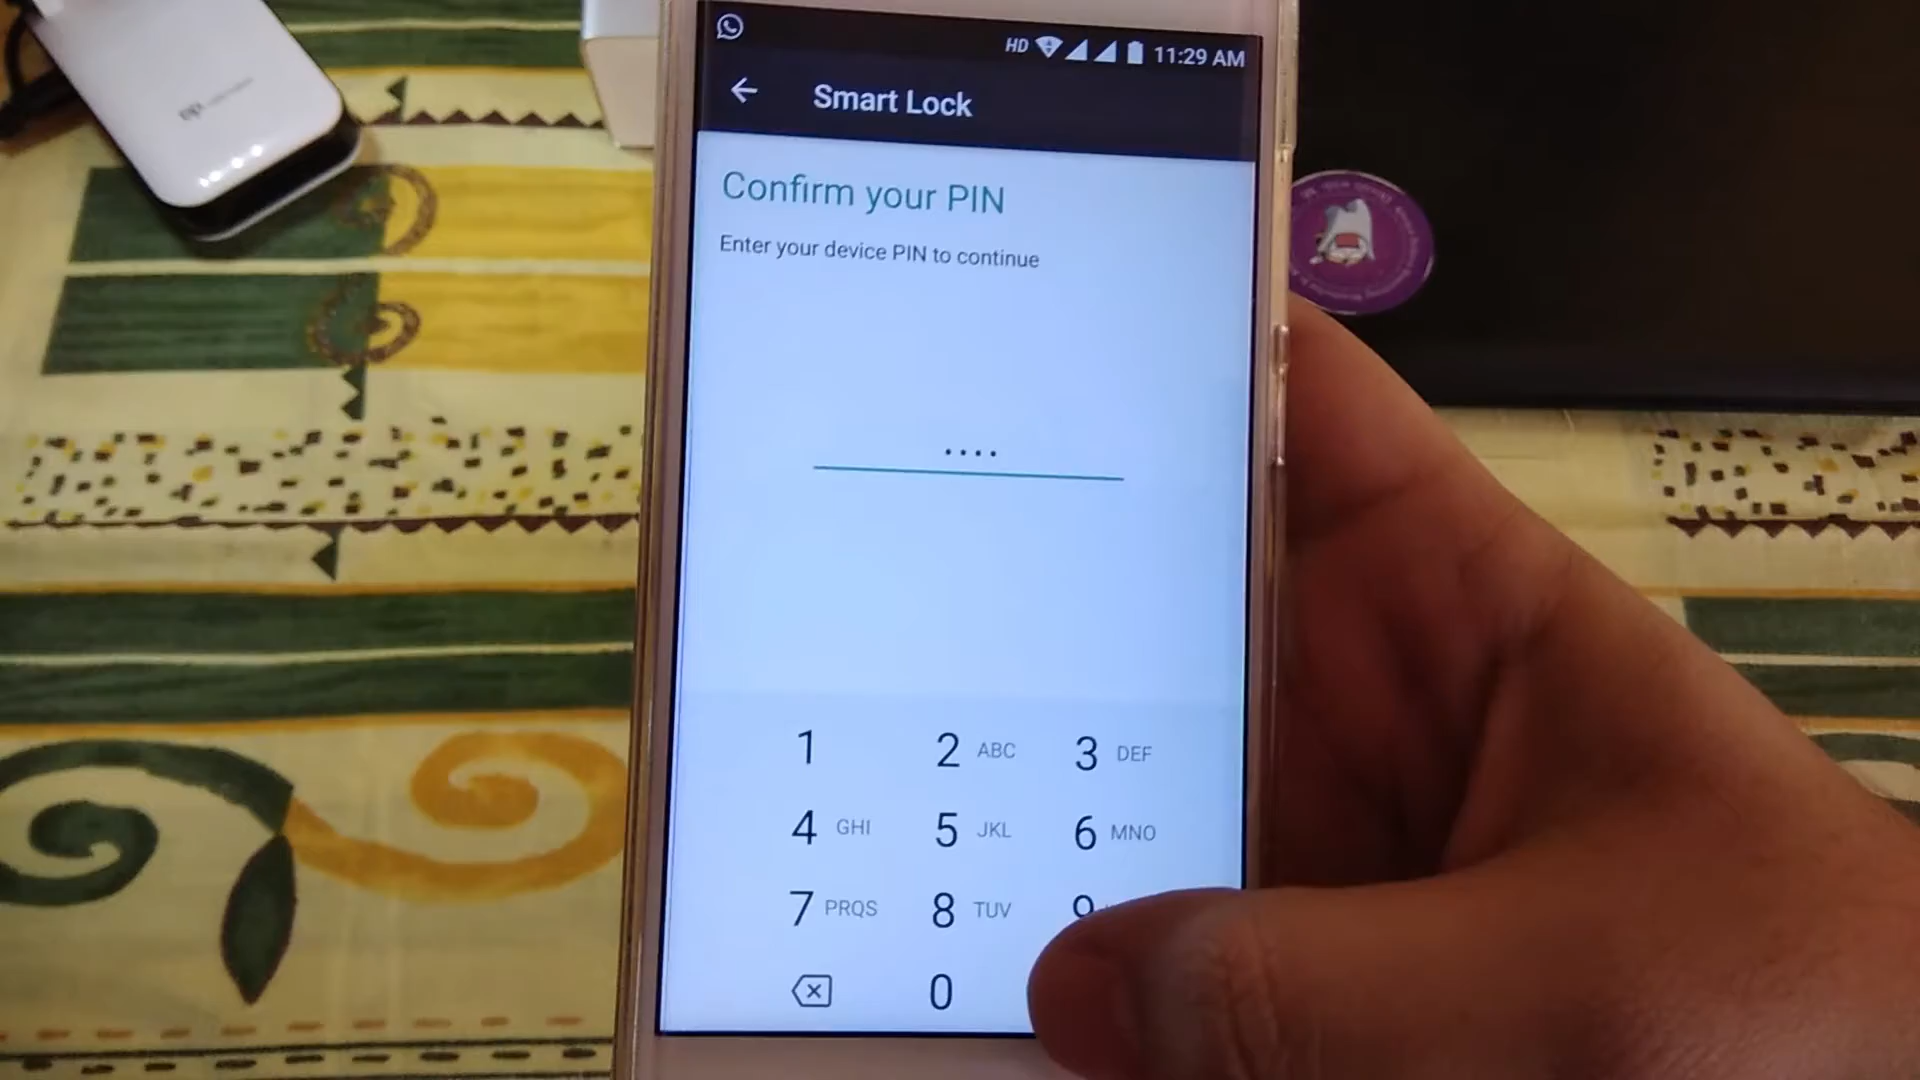 HD 11:29 AM
Smart Lock
Confirm your PIN
Enter your device PIN to continue
1 2 ABC 3 DEF
4 GHI 5 JKL 6 MNO
7 PRQS 8 TUV 9
0